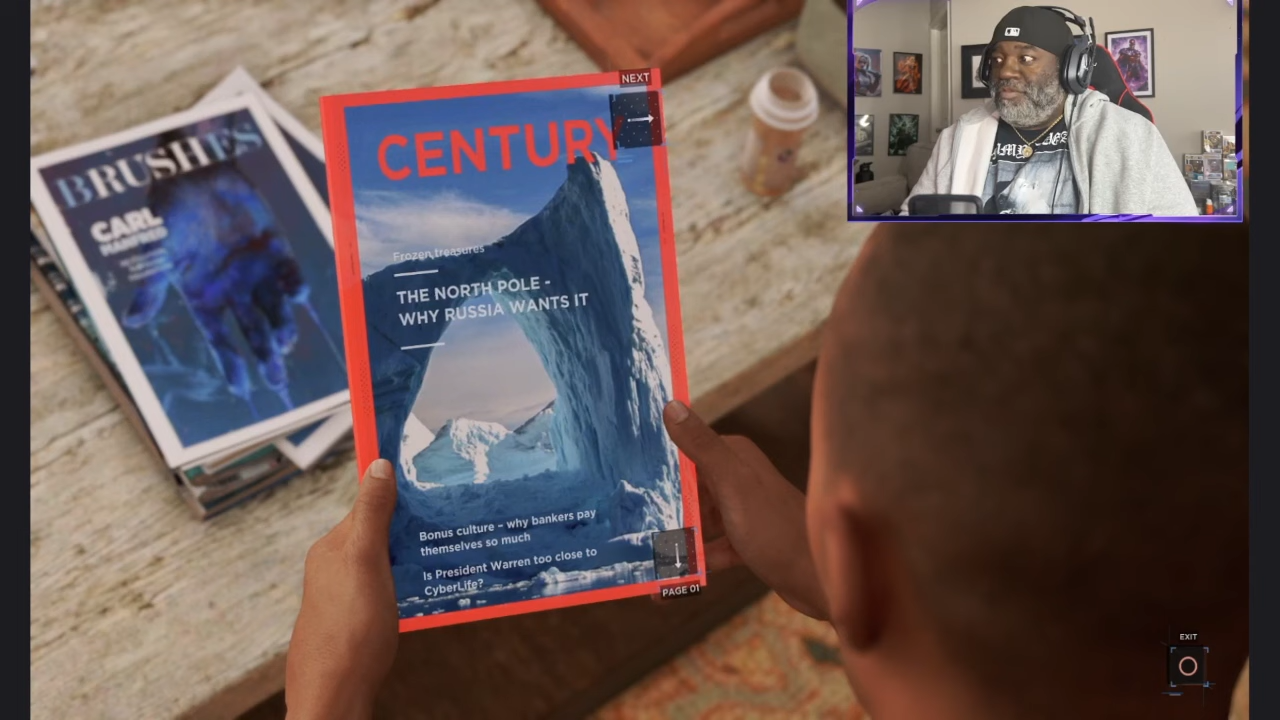 NEXT
CENTURY
Frozen treasures
THE NORTH POLE -
WHY RUSSIA WANTS IT
Bonus culture – why bankers pay
themselves so much
Is President Warren too close to
CyberLife?
PAGE 01
BRUSHES
CARL
MANFRED
EXIT